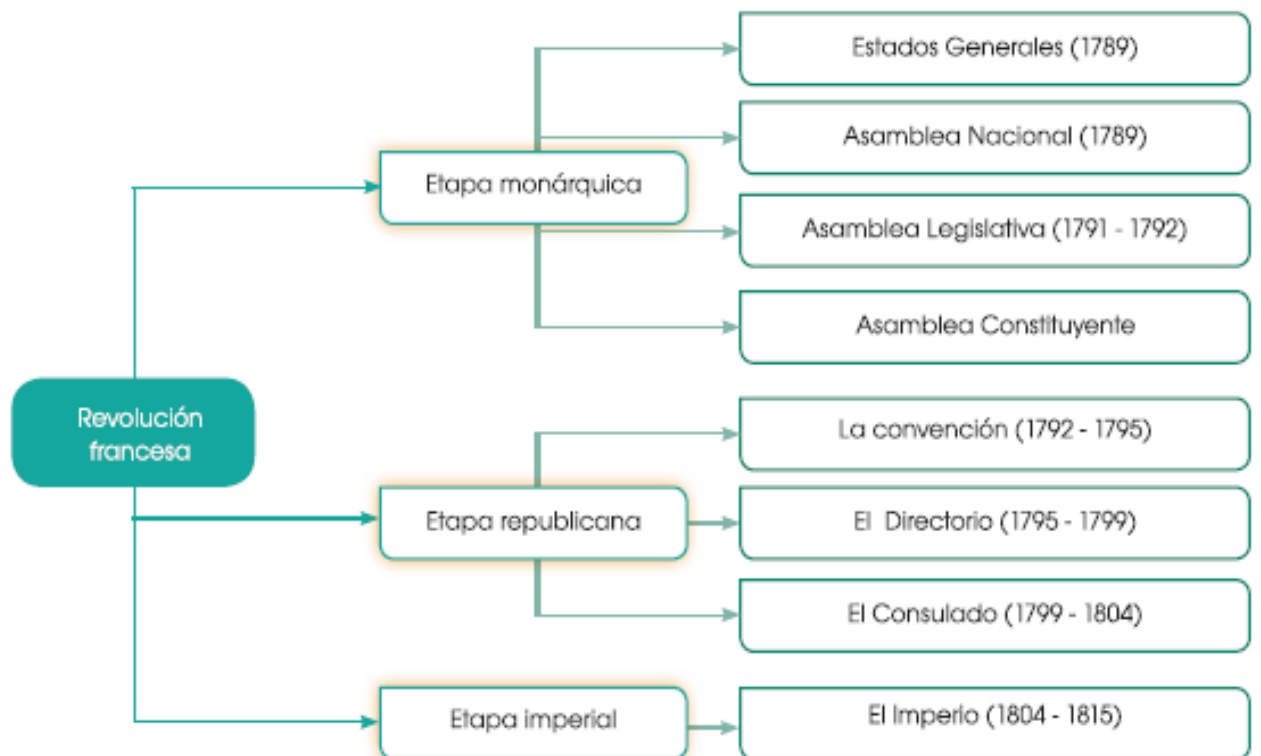 Revolución
francesa
Etapa monárquica
Estados Generales (1789)
Asamblea Nacional (1789)
Asamblea Legislativa (1791 - 1792)
Asamblea Constituyente
Etapa republicana
La convención (1792 - 1795)
El Directorio (1795 - 1799)
El Consulado (1799 - 1804)
Etapa imperial
El Imperio (1804 - 1815)